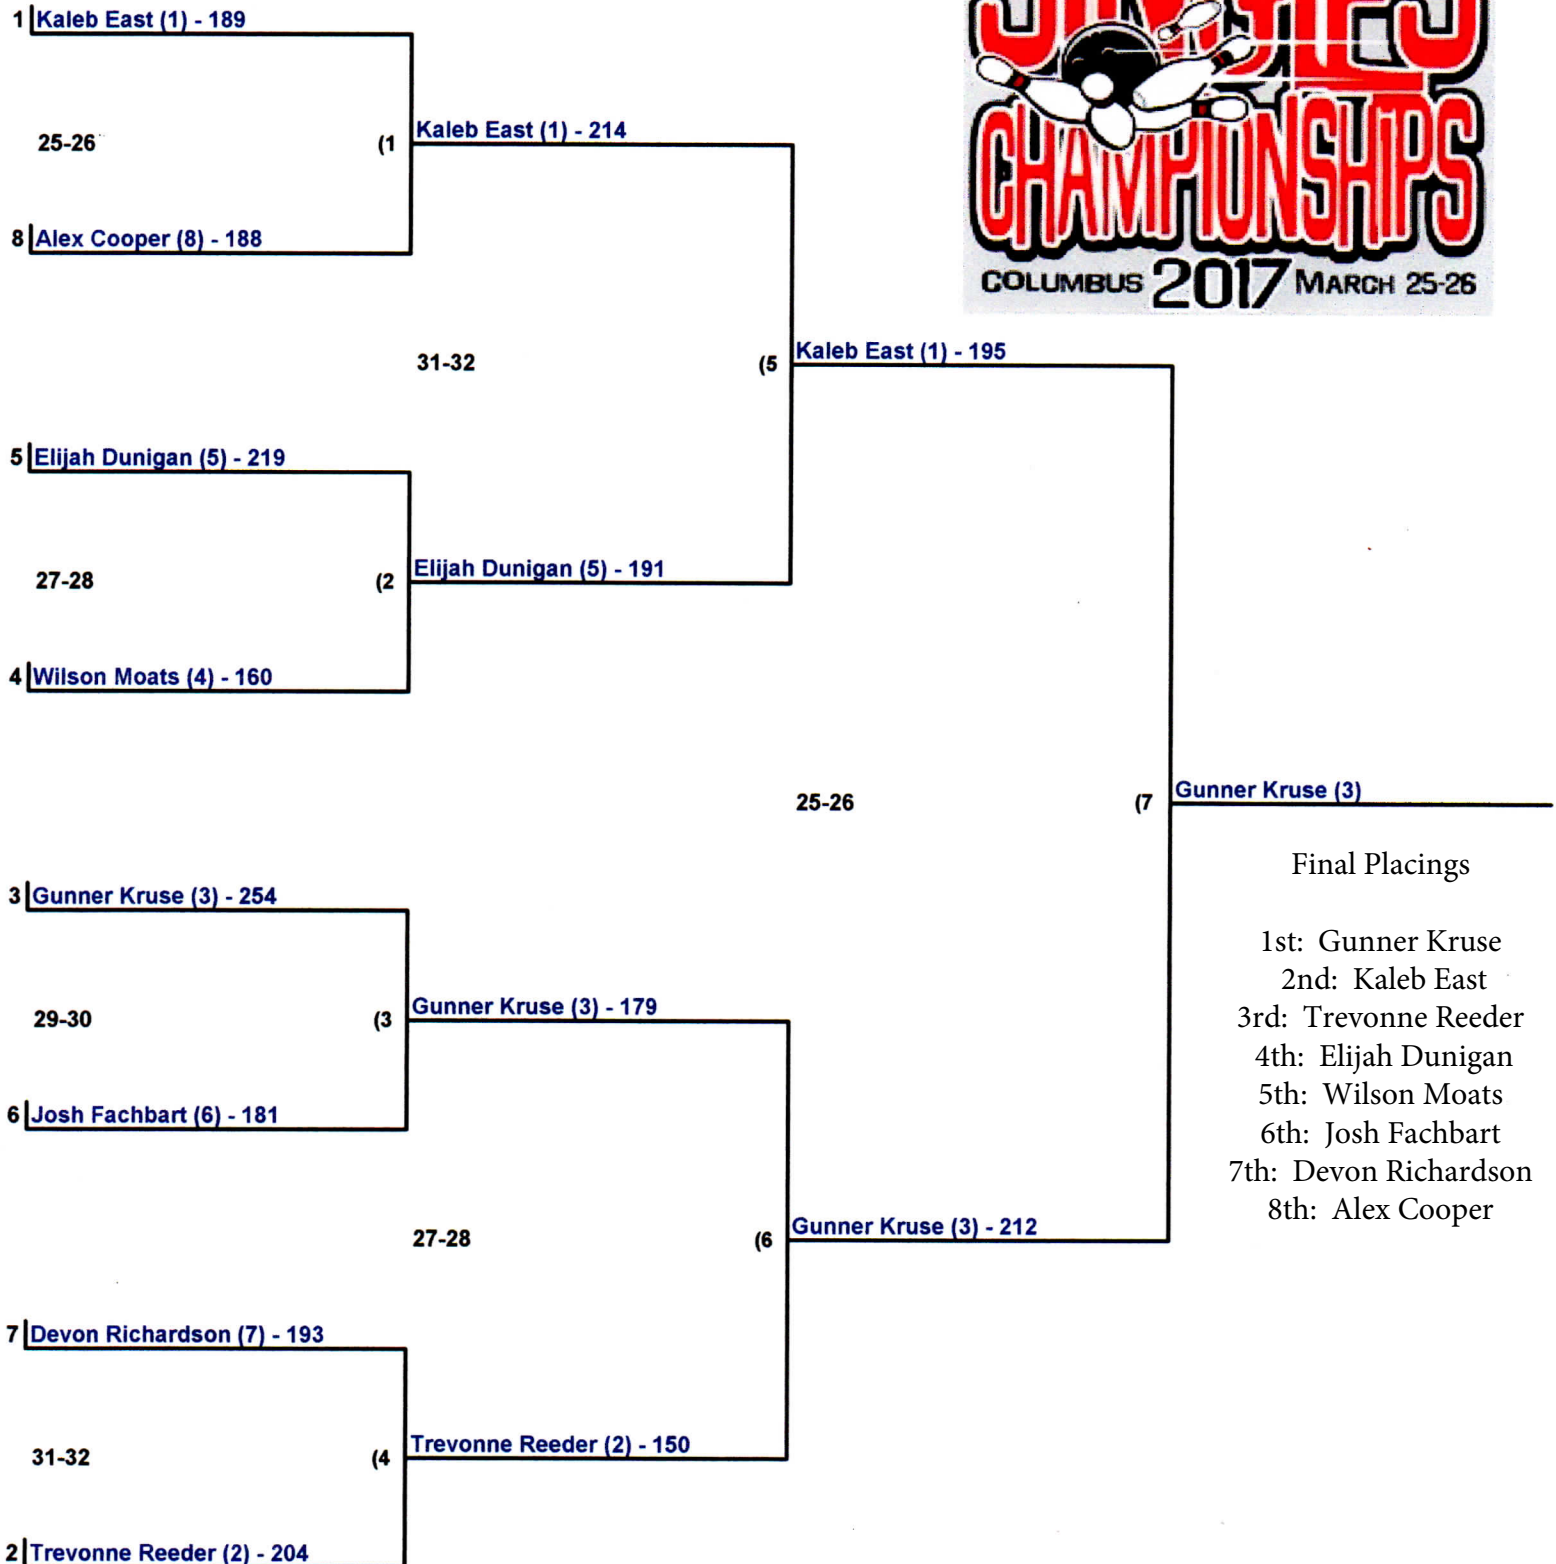 1 Kaleb East (1) - 189
25-26 (1
8 Alex Cooper (8) - 188
Kaleb East (1) - 214
31-32 (5
5 Elijah Dunigan (5) - 219
27-28 (2
4 Wilson Moats (4) - 160
Elijah Dunigan (5) - 191
Kaleb East (1) - 195
25-26 (7
3 Gunner Kruse (3) - 254
29-30 (3
6 Josh Fachbart (6) - 181
Gunner Kruse (3) - 179
27-28 (6
7 Devon Richardson (7) - 193
31-32 (4
2 Trevonne Reeder (2) - 204
Trevonne Reeder (2) - 150
Gunner Kruse (3) - 212
Gunner Kruse (3)
CHAMPIONSHIPS
COLUMBUS 2017 MARCH 25-26
Final Placings
1st: Gunner Kruse
2nd: Kaleb East
3rd: Trevonne Reeder
4th: Elijah Dunigan
5th: Wilson Moats
6th: Josh Fachbart
7th: Devon Richardson
8th: Alex Cooper